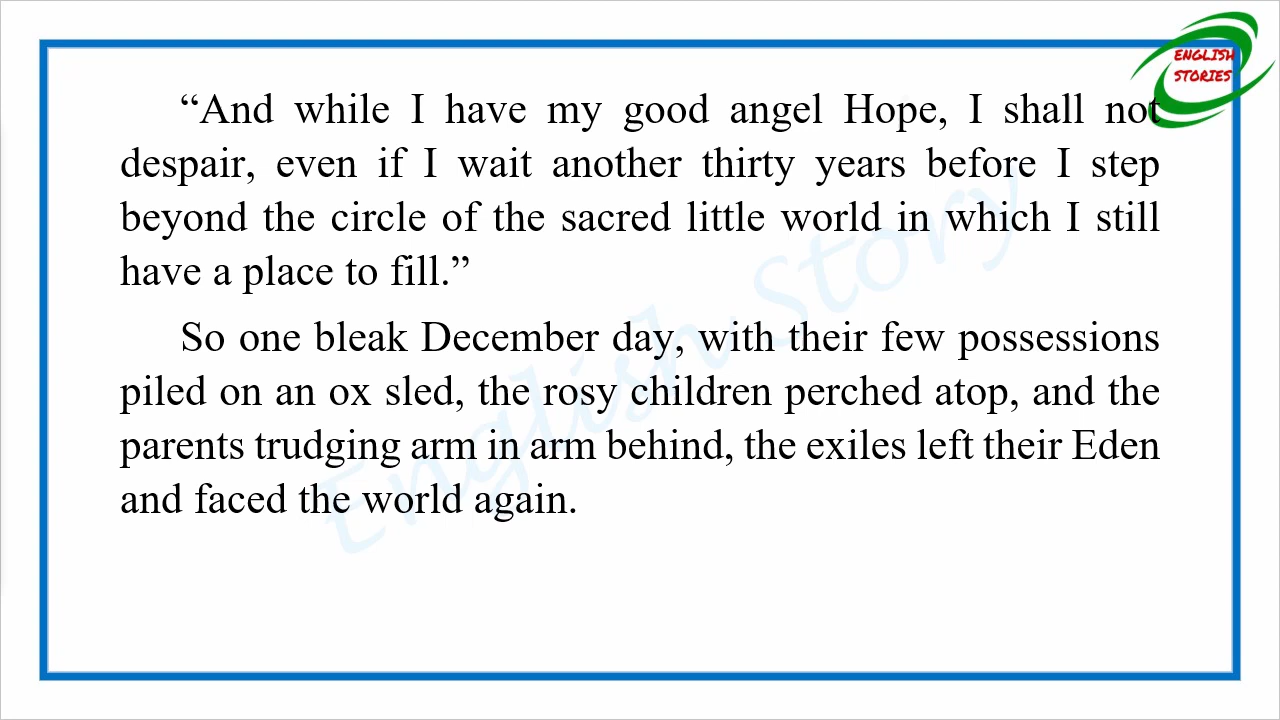 ENGLISH
STORIES
“And while I have my good angel Hope, I shall not
despair, even if I wait another thirty years before I step
beyond the circle of the sacred little world in which I still
have a place to fill.”
So one bleak December day, with their few possessions
piled on an ox sled, the rosy children perched atop, and the
parents trudging arm in arm behind, the exiles left their Eden
and faced the world again.
English Story